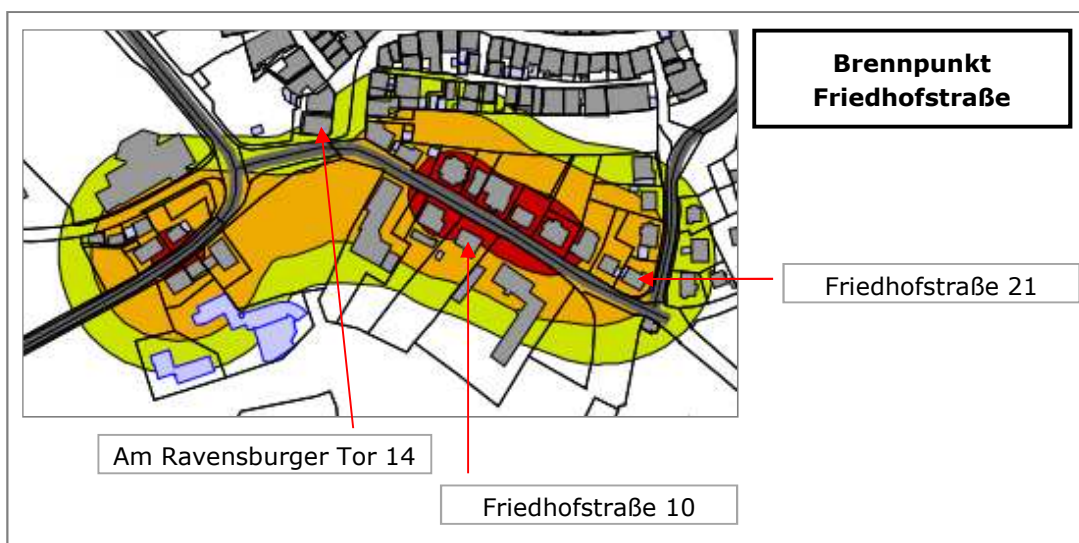 Brennpunkt
Friedhofstraße
Friedhofstraße 21
Am Ravensburger Tor 14
Friedhofstraße 10